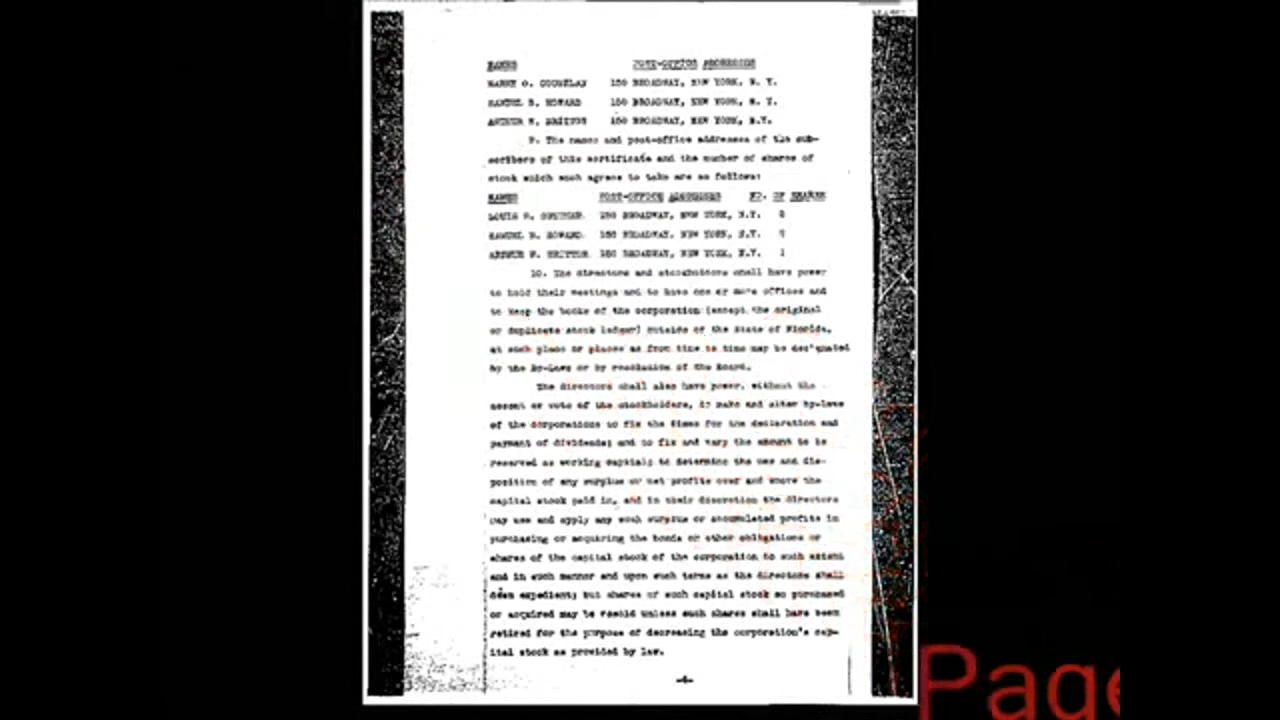 NAMES POST-OFFICE ADDRESSES
HARRY O. 150 BROADWAY, NEW YORK, N. Y.
SAMUEL B. HOWARD 150 BROADWAY, NEW YORK, N. Y.
ARTHUR W. BRITTON 150 BROADWAY, NEW YORK, N.Y.
9. The names and post-office addresses of the sub-
scribers of this certificate and the number of shares of
stock which each agrees to take are as follows:
NAMES POST-OFFICE ADDRESSES NO. OF SHARES
LOUIS 150 BROADWAY, NEW YORK, N.Y.
SAMUEL B. HOWARD 150 BROADWAY, NEW YORK, N.Y.
ARTHUR W. BRITTON 150 BROADWAY, NEW YORK, N.Y. 1
10. The directors and stockholders shall have power
to hold their meetings and to have one or more offices and
to keep the books of the corporation (except the original
or duplicate stock ledger) outside of the State of Florida,
at such place or places as from time to time may be designated
by the By-Laws or by resolution of the Board.
The directors shall also have power, without the
assent or vote of the stockholders, to make and alter by-laws
of the corporation; to fix the times for the declaration and
payment of dividends; and to fix and vary the amount to be
reserved as working capital; to determine the use and dis-
position of any surplus or net profits over and above the
capital stock paid in, and in their discretion the directors
may use and apply any such surplus or accumulated profits in
purchasing or acquiring the bonds or other obligations or
shares of the capital stock of the corporation to such extent
and in such manner and upon such terms as the directors shall
deem expedient; but shares of such capital stock so purchased
or acquired may be resold unless such shares shall have been
retired for the purpose of decreasing the corporation's cap-
ital stock as provided by law.
-4-
Page